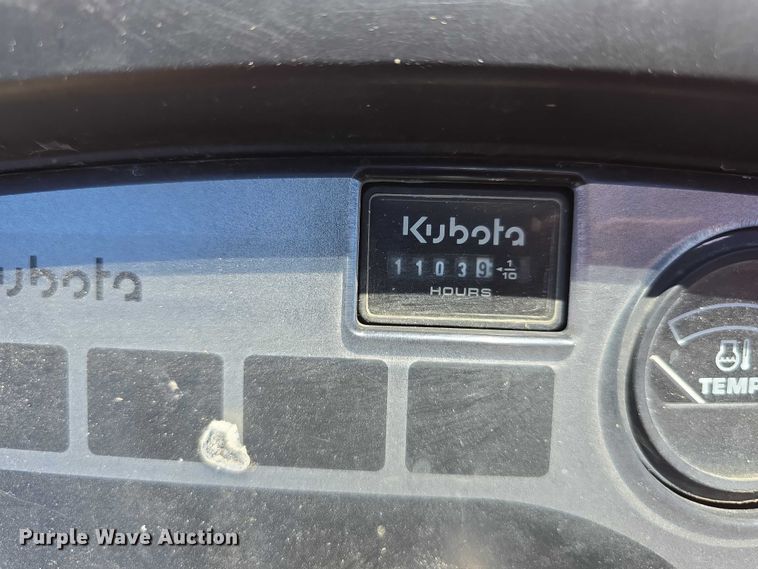 Kubota
11039 1/10
HOURS
Kubota
TEMP
Purple Wave Auction